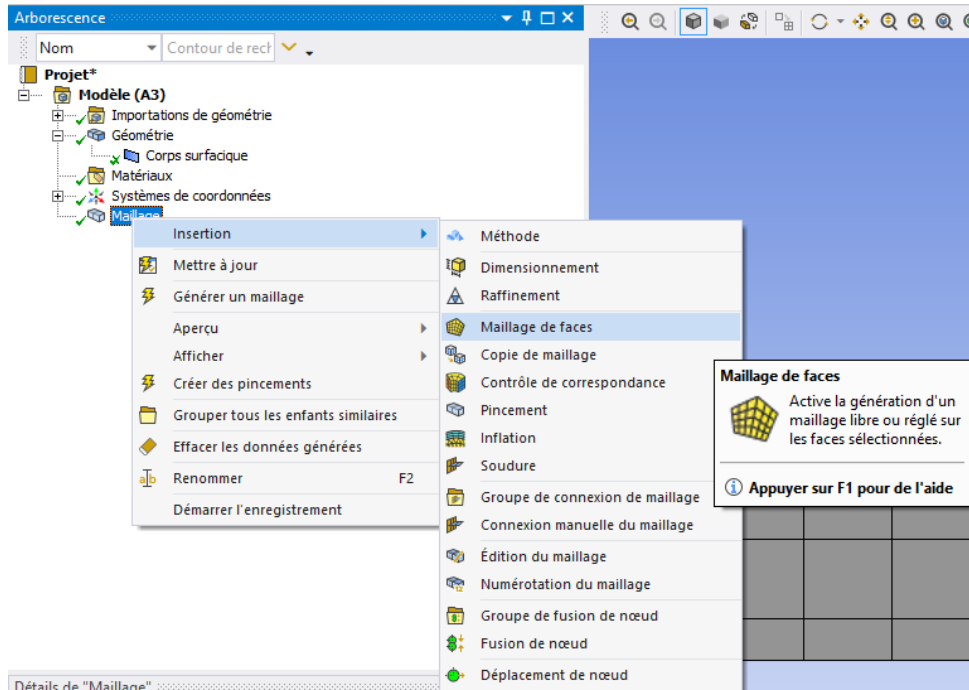 Arborescence
Nom
Contour de rech
Projet*
Modèle (A3)
Importations de géométrie
Géométrie
Corps surfacique
Matériaux
Systèmes de coordonnées
Maillage
Insertion
Mettre à jour
Générer un maillage
Aperçu
Afficher
Créer des pincements
Grouper tous les enfants similaires
Effacer les données générées
Renommer F2
Démarrer l'enregistrement
Méthode
Dimensionnement
Raffinement
Maillage de faces
Copie de maillage
Contrôle de correspondance
Pincement
Inflation
Soudure
Groupe de connexion de maillage
Connexion manuelle du maillage
Édition du maillage
Numérotation du maillage
Groupe de fusion de nœud
Fusion de nœud
Déplacement de nœud
Maillage de faces
Active la génération d'un
maillage libre ou réglé sur
les faces sélectionnées.
Appuyer sur F1 pour de l'aide
Détails de "Maillage"